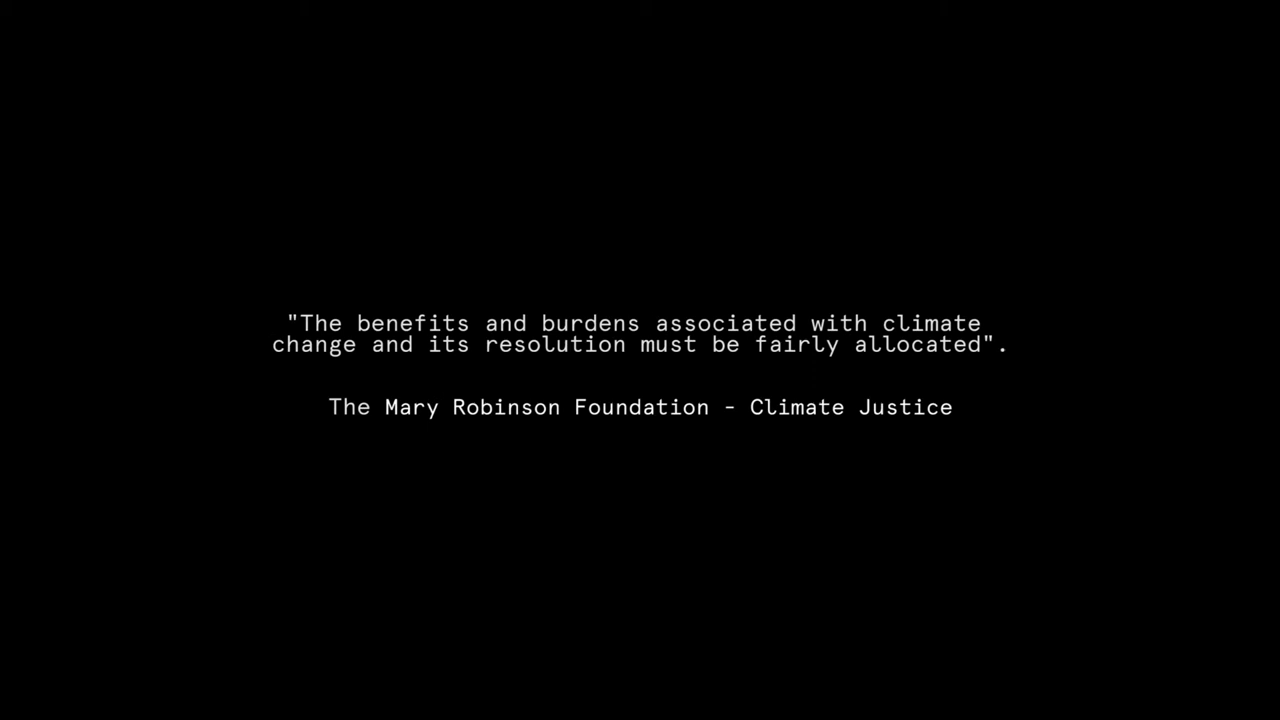 "The benefits and burdens associated with climate
change and its resolution must be fairly allocated".
The Mary Robinson Foundation - Climate Justice